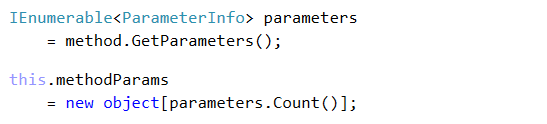 IEnumerable<ParameterInfo> parameters
    = method.GetParameters();
this.methodParams
    = new object[parameters.Count()];